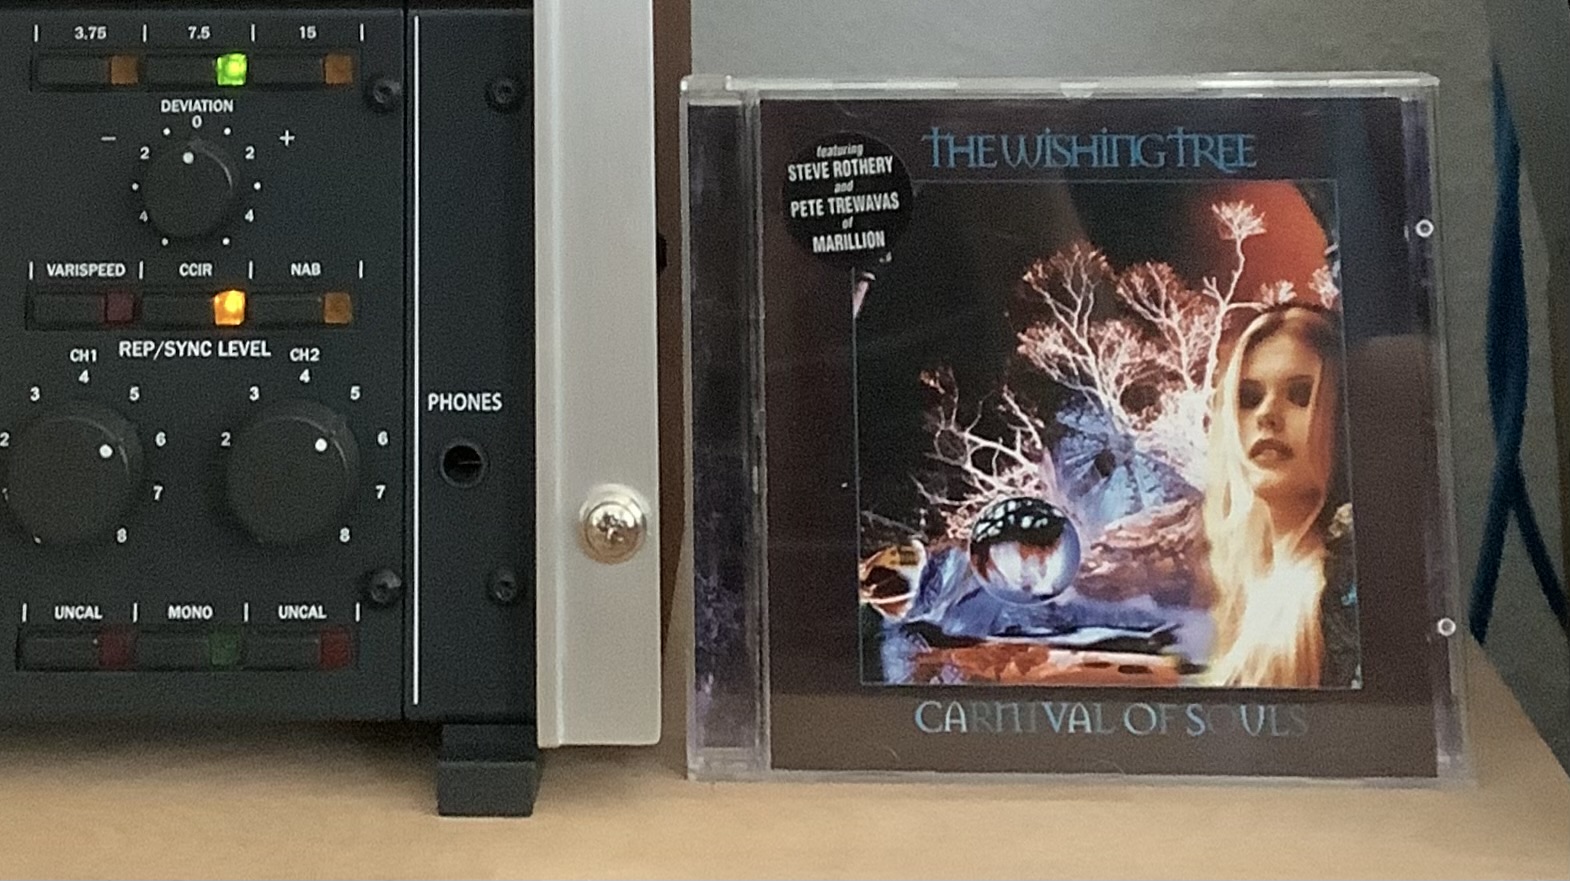 3.75 7.5 15
DEVIATION
0
- +
2 2
4 4
VARISPEED CCIR NAB
REP/SYNC LEVEL
CH1 CH2
4 4
3 5 3 5
2 6 2 6
7 7
8 8
UNCAL MONO UNCAL
PHONES
THE WISHING TREE
featuring
STEVE ROTHERY
and
PETE TREWAVAS
of
MARILLION
CARNIVAL OF SOULS